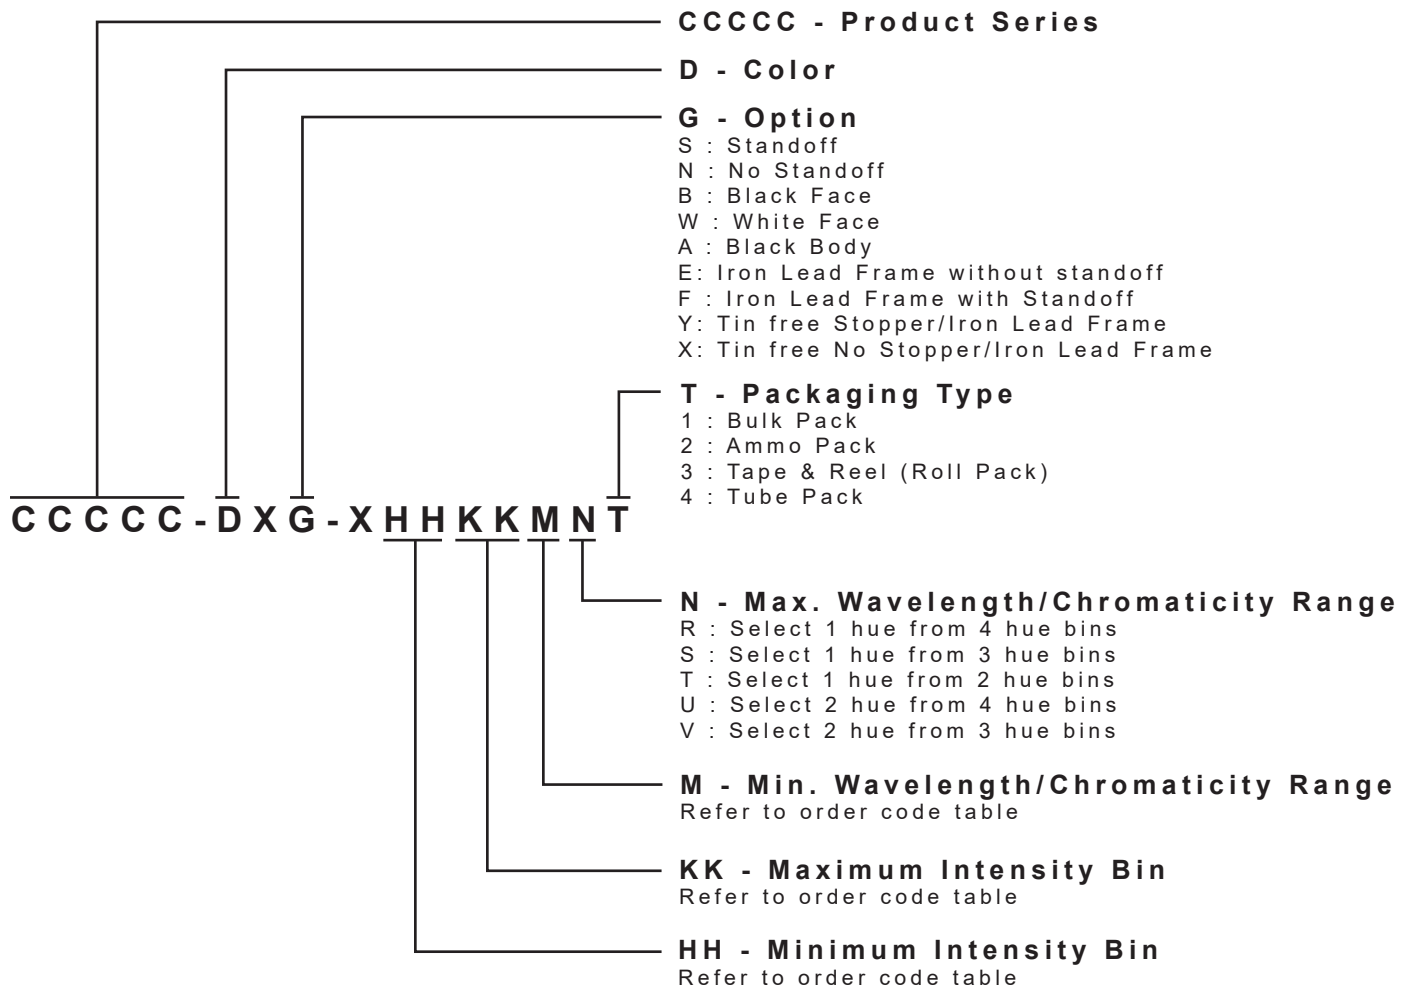 CCCCC - Product Series
D - Color
G - Option
S : Standoff
N : No Standoff
B : Black Face
W : White Face
A : Black Body
E: Iron Lead Frame without standoff
F : Iron Lead Frame with Standoff
Y: Tin free Stopper/Iron Lead Frame
X: Tin free No Stopper/Iron Lead Frame
T - Packaging Type
1 : Bulk Pack
2 : Ammo Pack
3 : Tape & Reel (Roll Pack)
4 : Tube Pack
CCCCC-DXG-XHHKKMNT
N - Max. Wavelength/Chromaticity Range
R : Select 1 hue from 4 hue bins
S : Select 1 hue from 3 hue bins
T : Select 1 hue from 2 hue bins
U : Select 2 hue from 4 hue bins
V : Select 2 hue from 3 hue bins
M - Min. Wavelength/Chromaticity Range
Refer to order code table
KK - Maximum Intensity Bin
Refer to order code table
HH - Minimum Intensity Bin
Refer to order code table